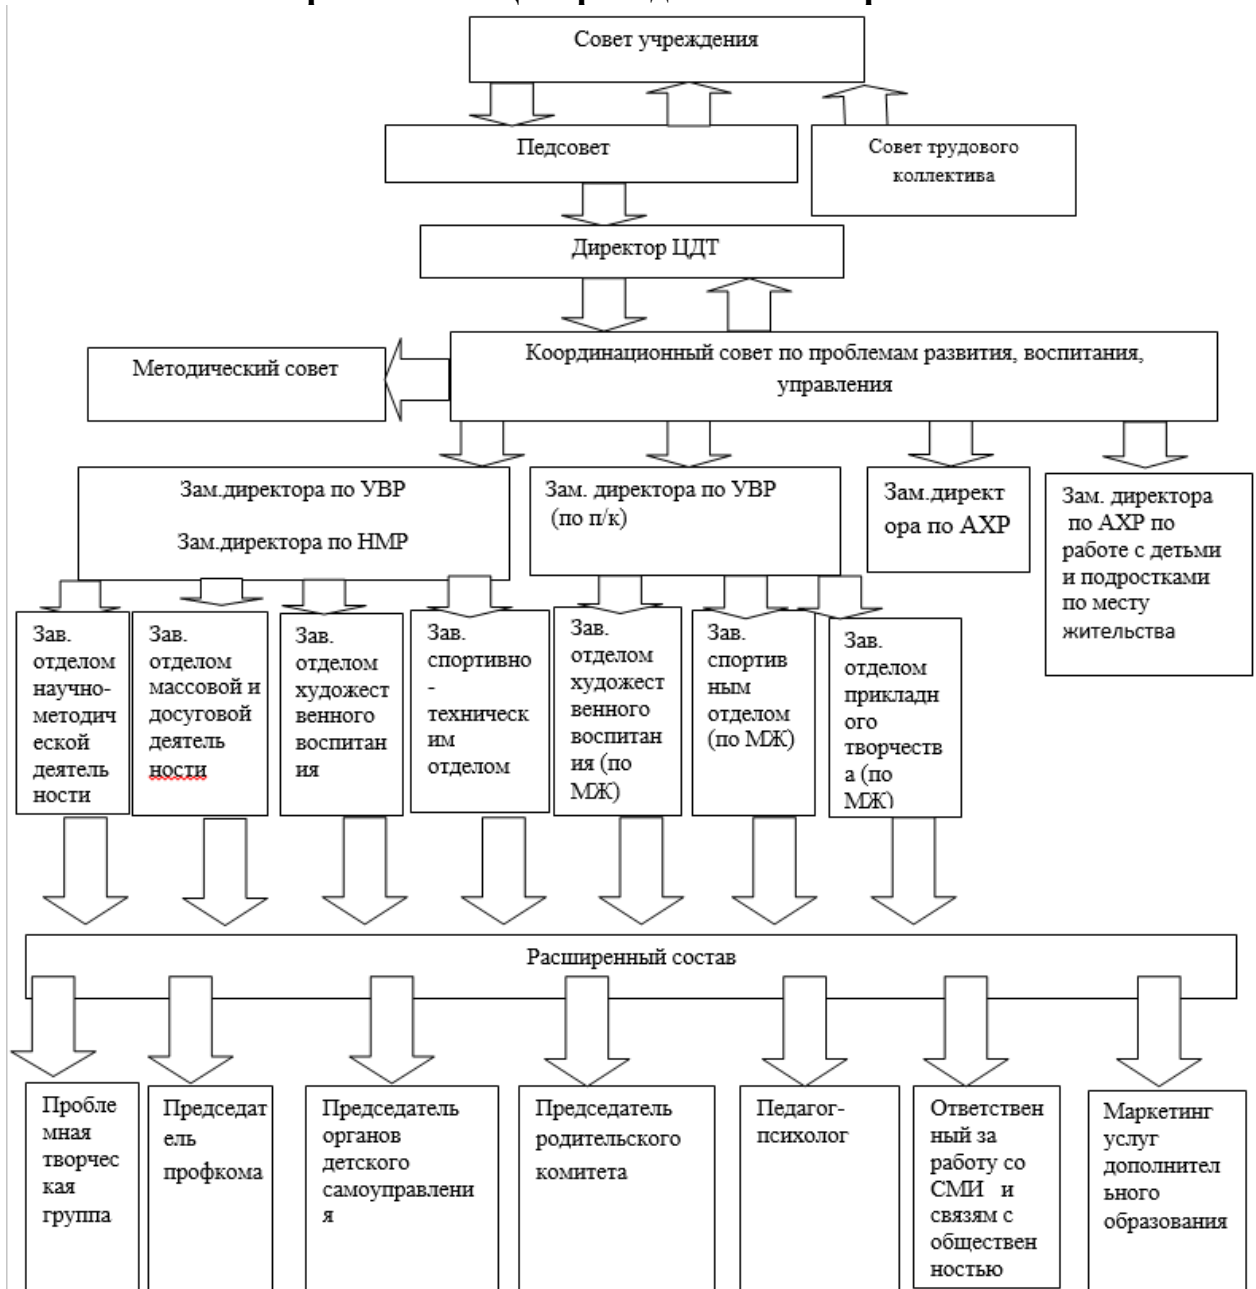 Совет учреждения
Педсовет
Совет трудового
коллектива
Директор ЦДТ
Методический совет
Координационный совет по проблемам развития, воспитания,
управления
Зам.директора по УВР
Зам.директора по НМР
Зам. директора по УВР
(по п/к)
Зам.директ
ора по АХР
Зам. директора
по АХР по
работе с детьми
и подростками
по месту
жительства
Зав.
отделом
научно-
методич
еской
деятель
ности
Зав.
отделом
массовой и
досуговой
деятель
ности
Зав.
отделом
художест
венного
воспитан
ия
Зав.
спортивно
-
техническ
им
отделом
Зав.
отделом
художест
венного
воспитан
ия (по
МЖ)
Зав.
спортив
ным
отделом
(по МЖ)
Зав.
отделом
прикладн
ого
творчеств
а (по
МЖ)
Расширенный состав
Пробле
мная
творчес
кая
группа
Председат
ель
профкома
Председатель
органов
детского
самоуправлени
я
Председатель
родительского
комитета
Педагог-
психолог
Ответствен
ный за
работу со
СМИ и
связям с
обществен
ностью
Маркетинг
услуг
дополнител
ьного
образования